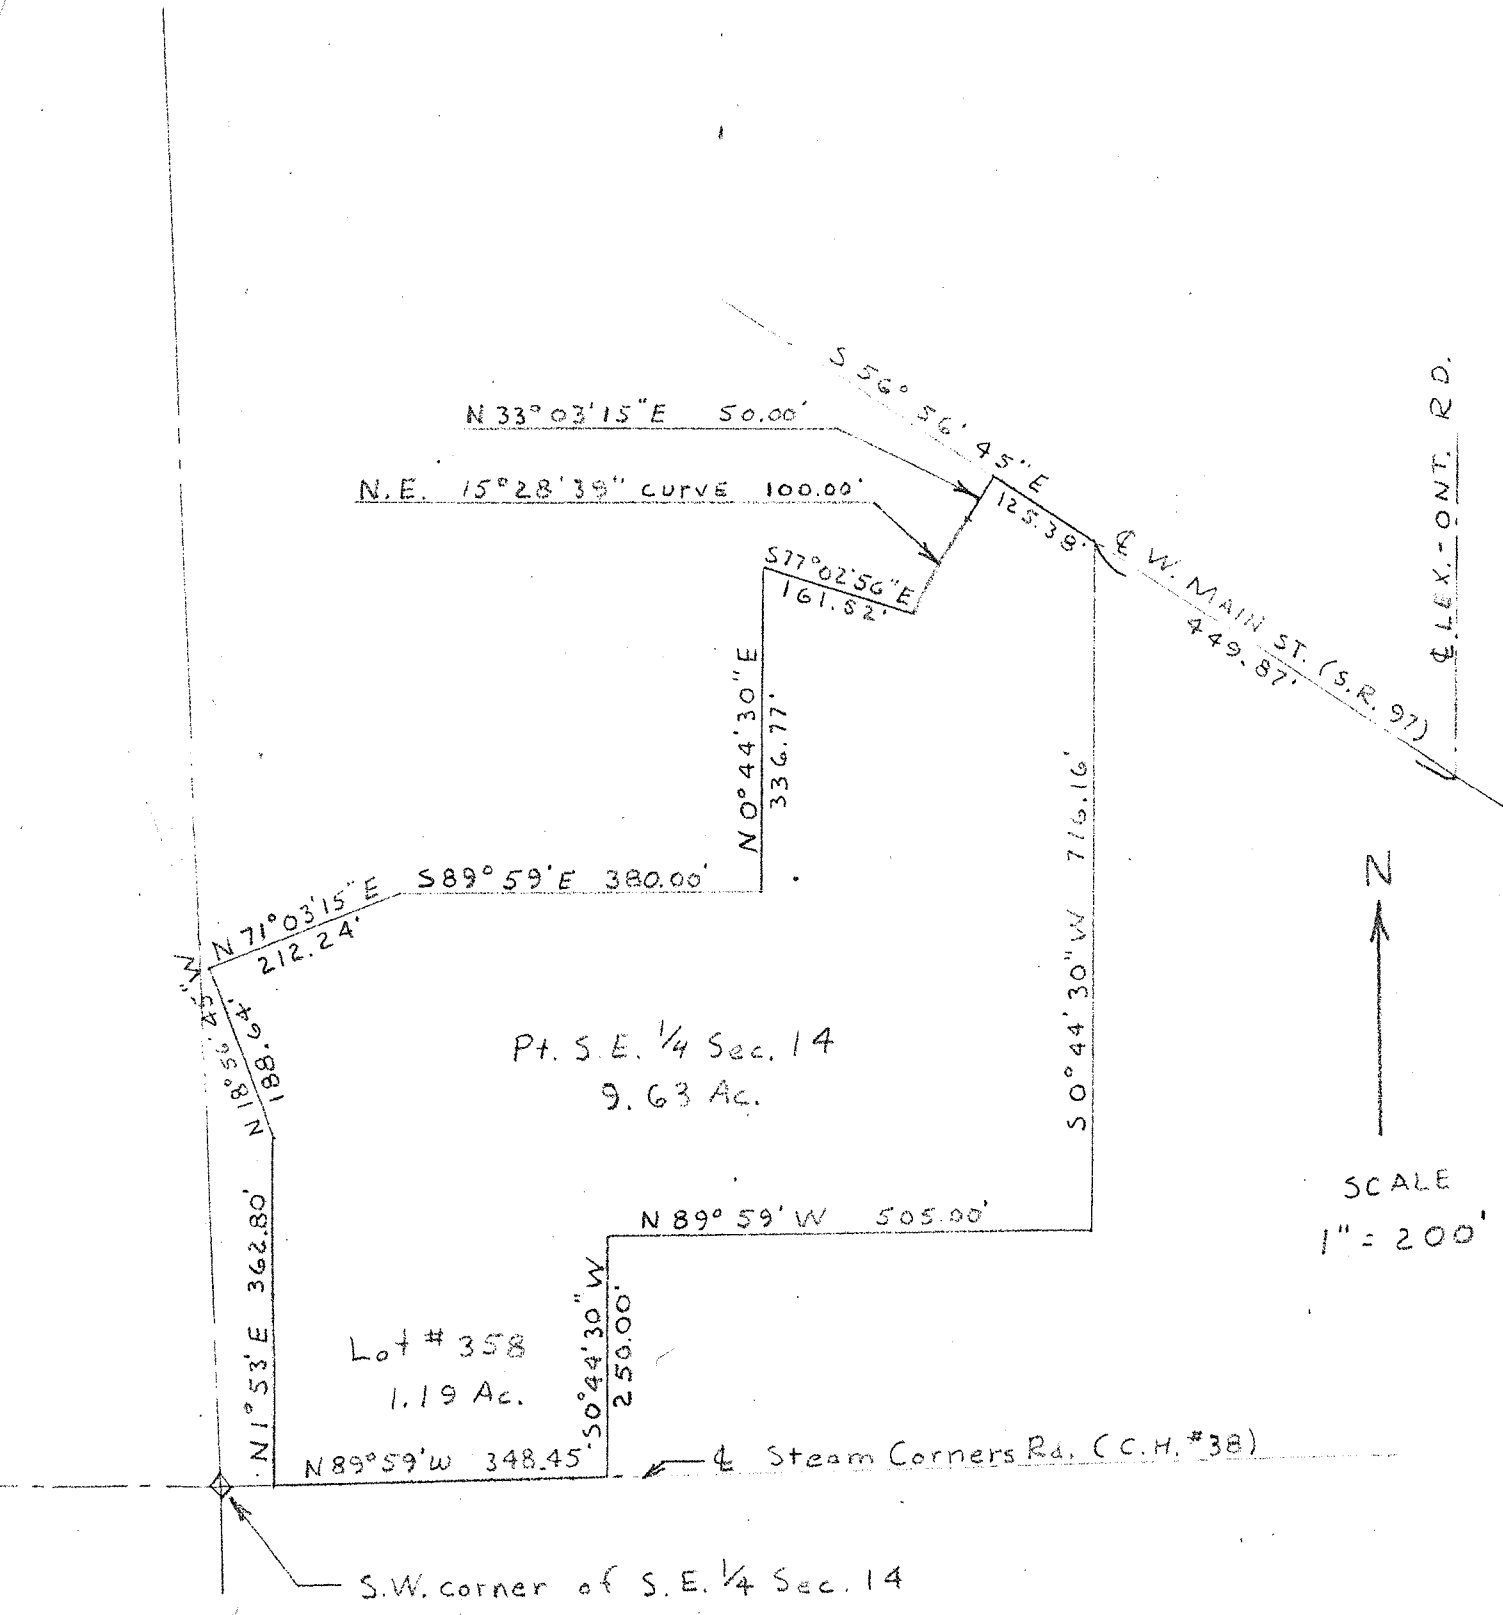 S 56° 56' 45" E
125.38'
N 33° 03' 15" E 50.00'
N.E. 15° 28' 39" CURVE 100.00'
℄ LEX.-ONT. RD.
℄ W. MAIN ST. (S.R. 97)
449.87'
S77°02'56"E
161.52'
N 0° 44' 30" E
336.77'
S 0° 44' 30" W 716.16'
S89° 59' E 380.00'
N 71° 03' 15" E
212.24'
N 18° 56' 45" W
188.64'
N
Pt. S.E. 1/4 Sec. 14
9.63 Ac.
SCALE
1" = 200'
N 89° 59' W 505.00'
N 1° 53' E 362.80'
S 0° 44' 30" W
250.00'
Lot # 358
1.19 Ac.
N 89° 59' W 348.45'
℄ Steam Corners Rd. (C.H. #38)
S.W. corner of S.E. 1/4 Sec. 14